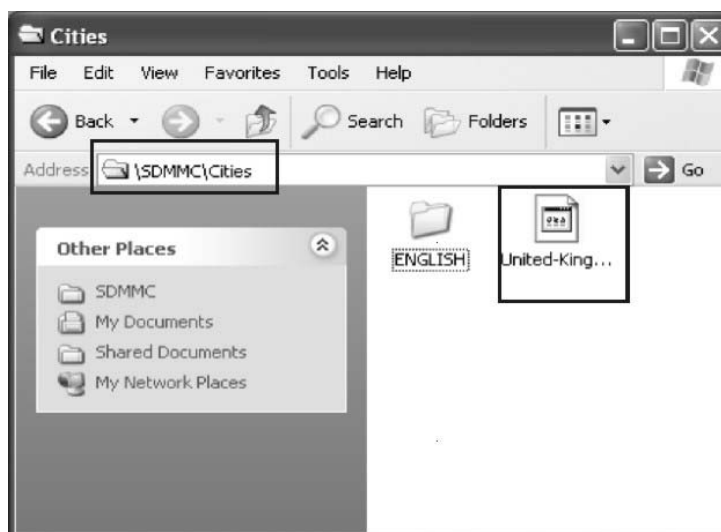 Cities
File Edit View Favorites Tools Help
Back Search Folders
Address \SDMMC\Cities Go
Other Places
SDMMC
My Documents
Shared Documents
My Network Places
ENGLISH United-King...